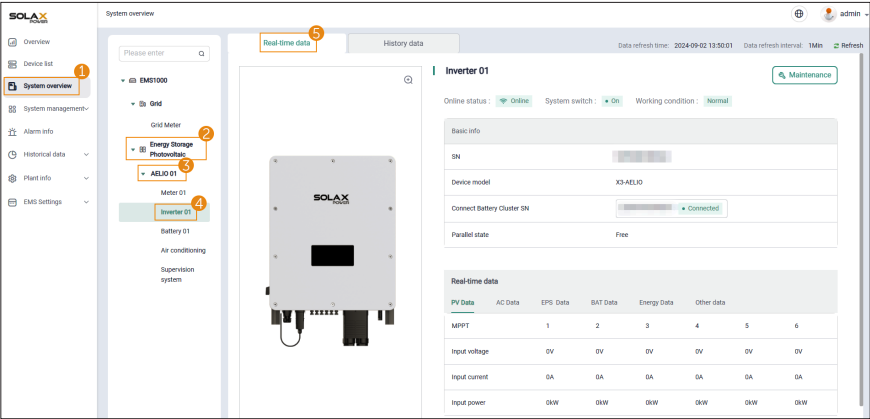 SOLAX
POWER
System overview
admin
Overview
Device list
1
System overview
System management
Alarm info
Historical data
Plant info
EMS Settings
Please enter
EMS1000
Grid
Grid Meter
2
Energy Storage
Photovoltaic
3
AELIO 01
Meter 01
4
Inverter 01
Battery 01
Air conditioning
Supervision
system
5
Real-time data
History data
Data refresh time: 2024-09-02 13:50:01 Data refresh interval: 1Min Refresh
SOLAX
POWER
Inverter 01
Maintenance
Online status : Online System switch : On Working condition : Normal
Basic info
SN
Device model X3-AELIO
Connect Battery Cluster SN Connected
Parallel state Free
Real-time data
PV Data AC Data EPS Data BAT Data Energy Data Other data
MPPT 1 2 3 4 5 6
Input voltage 0V 0V 0V 0V 0V 0V
Input current 0A 0A 0A 0A 0A 0A
Input power 0kW 0kW 0kW 0kW 0kW 0kW